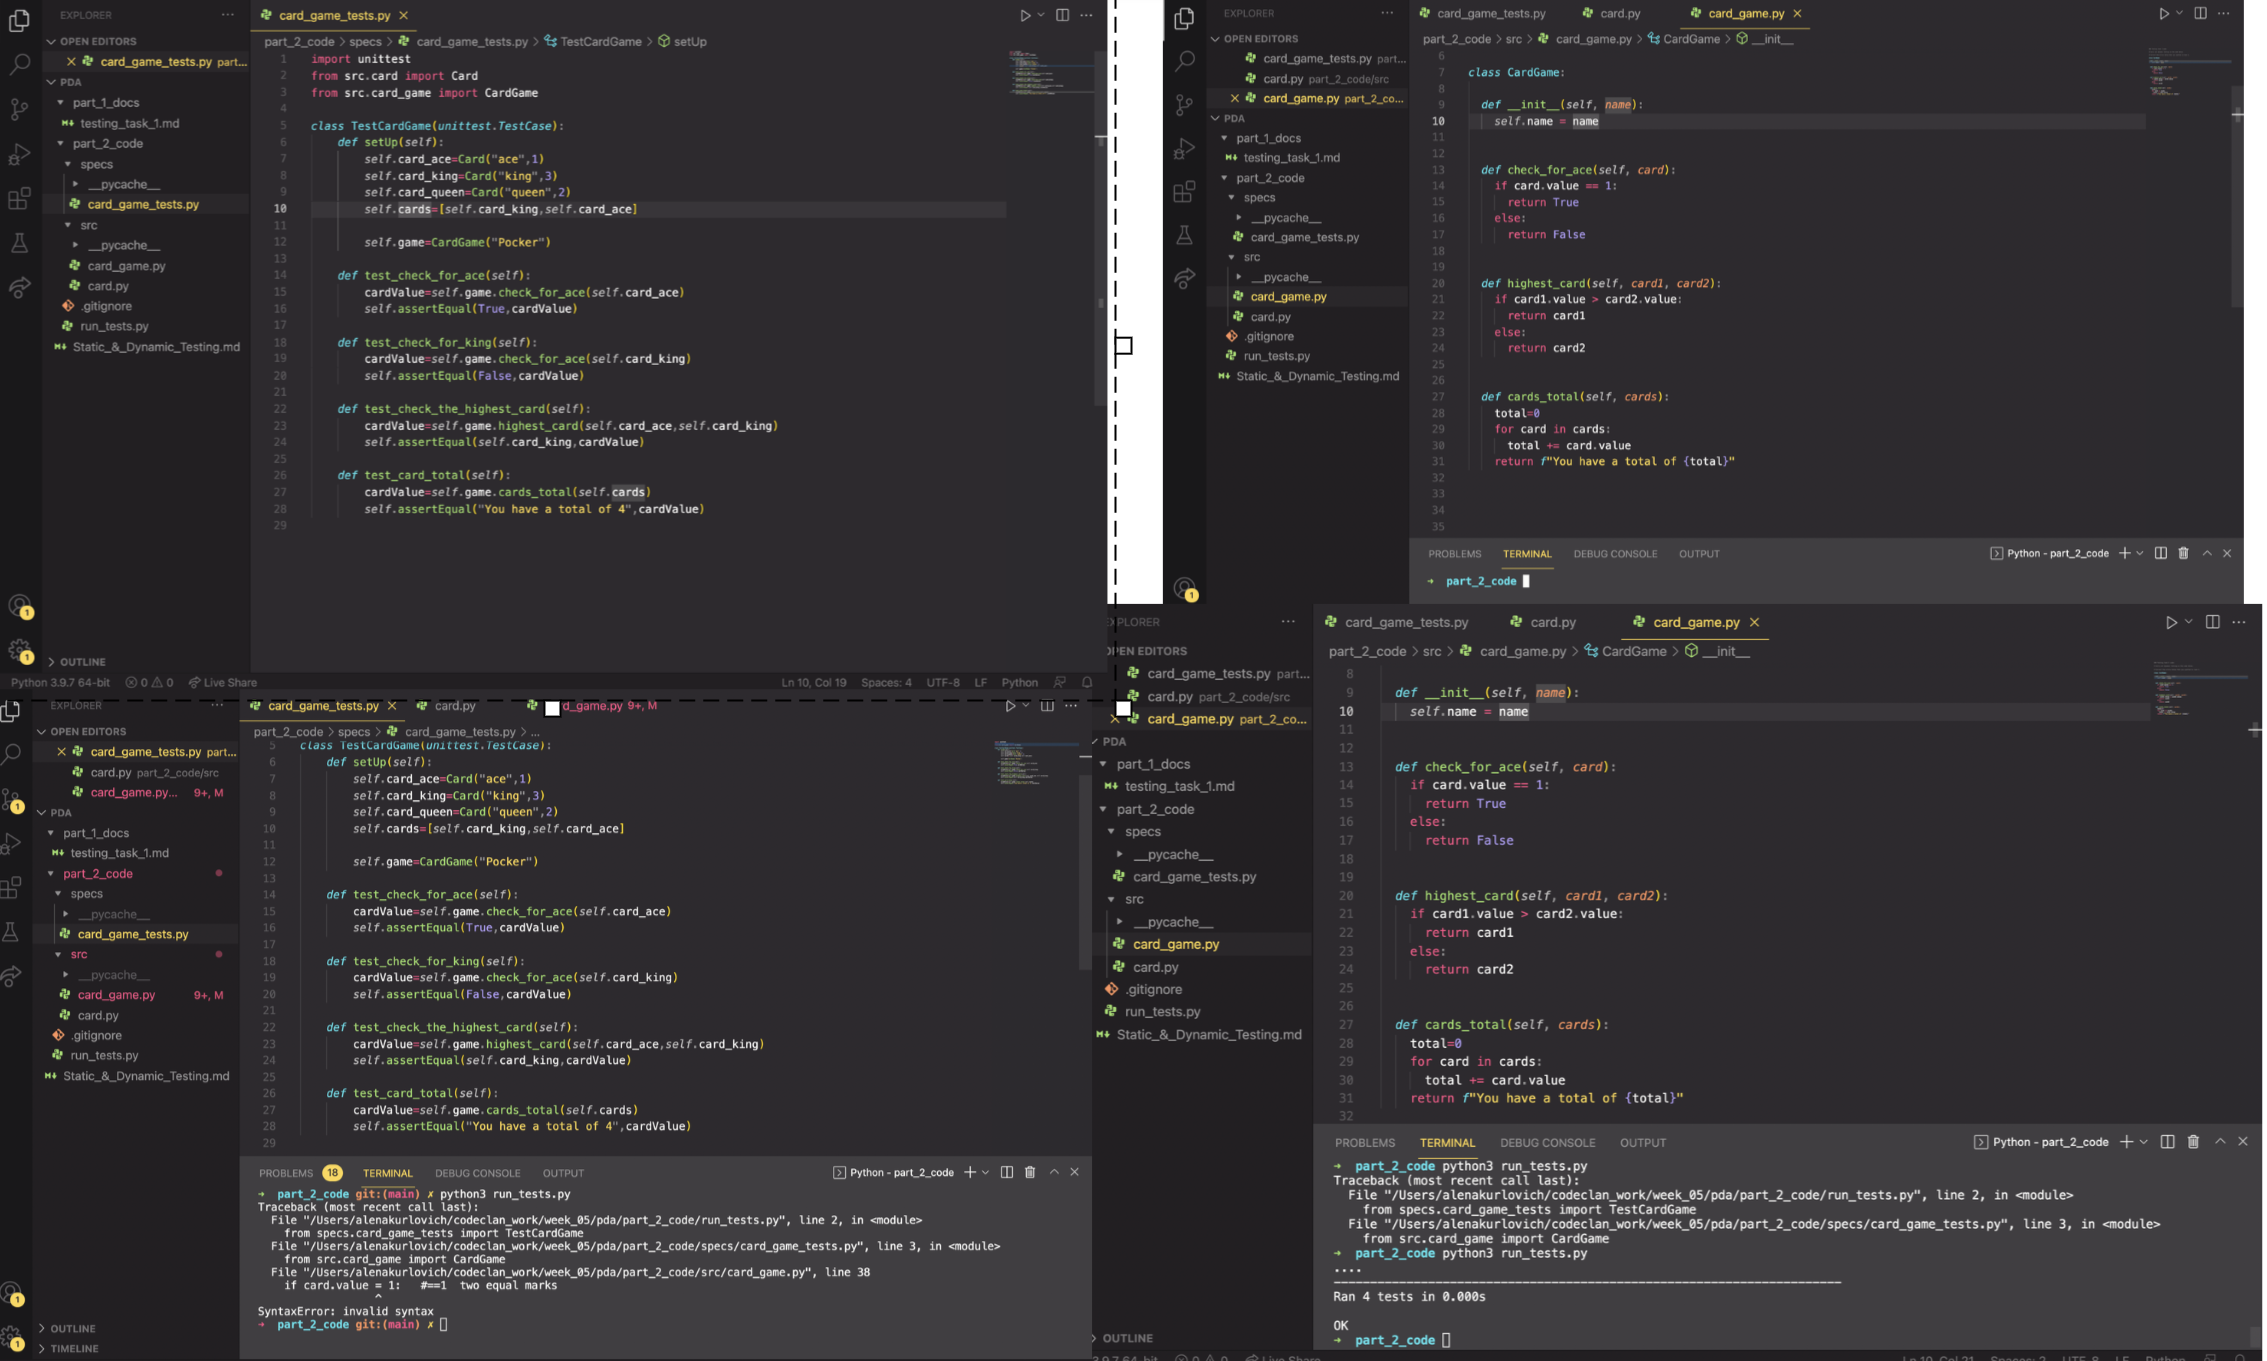 EXPLORER
OPEN EDITORS
card_game_tests.py part...
PDA
part_1_docs
testing_task_1.md
part_2_code
specs
__pycache__
card_game_tests.py
src
__pycache__
card_game.py
card.py
.gitignore
run_tests.py
Static_&_Dynamic_Testing.md
OUTLINE
card_game_tests.py
part_2_code > specs > card_game_tests.py > TestCardGame > setUp
1 import unittest
2 from src.card import Card
3 from src.card_game import CardGame
4
5 class TestCardGame(unittest.TestCase):
6 def setUp(self):
7 self.card_ace=Card("ace",1)
8 self.card_king=Card("king",3)
9 self.card_queen=Card("queen",2)
10 self.cards=[self.card_king,self.card_ace]
11
12 self.game=CardGame("Pocker")
13
14 def test_check_for_ace(self):
15 cardValue=self.game.check_for_ace(self.card_ace)
16 self.assertEqual(True,cardValue)
17
18 def test_check_for_king(self):
19 cardValue=self.game.check_for_ace(self.card_king)
20 self.assertEqual(False,cardValue)
21
22 def test_check_the_highest_card(self):
23 cardValue=self.game.highest_card(self.card_ace,self.card_king)
24 self.assertEqual(self.card_king,cardValue)
25
26 def test_card_total(self):
27 cardValue=self.game.cards_total(self.cards)
28 self.assertEqual("You have a total of 4",cardValue)
29
1
1
Python 3.9.7 64-bit 0 0 Live Share Ln 10, Col 19 Spaces: 4 UTF-8 LF Python
EXPLORER
OPEN EDITORS
card_game_tests.py part...
card.py part_2_code/src
card_game.py part_2_co...
PDA
part_1_docs
testing_task_1.md
part_2_code
specs
__pycache__
card_game_tests.py
src
__pycache__
card_game.py
card.py
.gitignore
run_tests.py
Static_&_Dynamic_Testing.md
1
card_game_tests.py card.py card_game.py
part_2_code > src > card_game.py > CardGame > __init__
6
7 class CardGame:
8
9 def __init__(self, name):
10 self.name = name
11
12
13 def check_for_ace(self, card):
14 if card.value == 1:
15 return True
16 else:
17 return False
18
19
20 def highest_card(self, card1, card2):
21 if card1.value > card2.value:
22 return card1
23 else:
24 return card2
25
26
27 def cards_total(self, cards):
28 total=0
29 for card in cards:
30 total += card.value
31 return f"You have a total of {total}"
32
33
34
35
PROBLEMS TERMINAL DEBUG CONSOLE OUTPUT Python - part_2_code
→ part_2_code
EXPLORER
OPEN EDITORS
card_game_tests.py part...
card.py part_2_code/src
card_game.py... 9+, M
PDA
part_1_docs
testing_task_1.md
part_2_code
specs
__pycache__
card_game_tests.py
src
__pycache__
card_game.py 9+, M
card.py
.gitignore
run_tests.py
Static_&_Dynamic_Testing.md
OUTLINE
TIMELINE
1
1
1
card_game_tests.py card.py d_game.py 9+, M
part_2_code > specs > card_game_tests.py > ...
5 class TestCardGame(unittest.TestCase):
6 def setUp(self):
7 self.card_ace=Card("ace",1)
8 self.card_king=Card("king",3)
9 self.card_queen=Card("queen",2)
10 self.cards=[self.card_king,self.card_ace]
11
12 self.game=CardGame("Pocker")
13
14 def test_check_for_ace(self):
15 cardValue=self.game.check_for_ace(self.card_ace)
16 self.assertEqual(True,cardValue)
17
18 def test_check_for_king(self):
19 cardValue=self.game.check_for_ace(self.card_king)
20 self.assertEqual(False,cardValue)
21
22 def test_check_the_highest_card(self):
23 cardValue=self.game.highest_card(self.card_ace,self.card_king)
24 self.assertEqual(self.card_king,cardValue)
25
26 def test_card_total(self):
27 cardValue=self.game.cards_total(self.cards)
28 self.assertEqual("You have a total of 4",cardValue)
29
PROBLEMS 18 TERMINAL DEBUG CONSOLE OUTPUT Python - part_2_code
→ part_2_code git:(main) ✗ python3 run_tests.py
Traceback (most recent call last):
File "/Users/alenakurlovich/codeclan_work/week_05/pda/part_2_code/run_tests.py", line 2, in <module>
from specs.card_game_tests import TestCardGame
File "/Users/alenakurlovich/codeclan_work/week_05/pda/part_2_code/specs/card_game_tests.py", line 3, in <module>
from src.card_game import CardGame
File "/Users/alenakurlovich/codeclan_work/week_05/pda/part_2_code/src/card_game.py", line 38
if card.value = 1: #==1 two equal marks
^
SyntaxError: invalid syntax
→ part_2_code git:(main) ✗
XPLORER
PEN EDITORS
card_game_tests.py part...
card.py part_2_code/src
card_game.py part_2_co...
PDA
part_1_docs
testing_task_1.md
part_2_code
specs
__pycache__
card_game_tests.py
src
__pycache__
card_game.py
card.py
.gitignore
run_tests.py
Static_&_Dynamic_Testing.md
OUTLINE
card_game_tests.py card.py card_game.py
part_2_code > src > card_game.py > CardGame > __init__
8
9 def __init__(self, name):
10 self.name = name
11
12
13 def check_for_ace(self, card):
14 if card.value == 1:
15 return True
16 else:
17 return False
18
19
20 def highest_card(self, card1, card2):
21 if card1.value > card2.value:
22 return card1
23 else:
24 return card2
25
26
27 def cards_total(self, cards):
28 total=0
29 for card in cards:
30 total += card.value
31 return f"You have a total of {total}"
32
PROBLEMS TERMINAL DEBUG CONSOLE OUTPUT Python - part_2_code
→ part_2_code python3 run_tests.py
Traceback (most recent call last):
File "/Users/alenakurlovich/codeclan_work/week_05/pda/part_2_code/run_tests.py", line 2, in <module>
from specs.card_game_tests import TestCardGame
File "/Users/alenakurlovich/codeclan_work/week_05/pda/part_2_code/specs/card_game_tests.py", line 3, in <module>
from src.card_game import CardGame
→ part_2_code python3 run_tests.py
....
----------------------------------------------------------------------
Ran 4 tests in 0.000s

OK
→ part_2_code